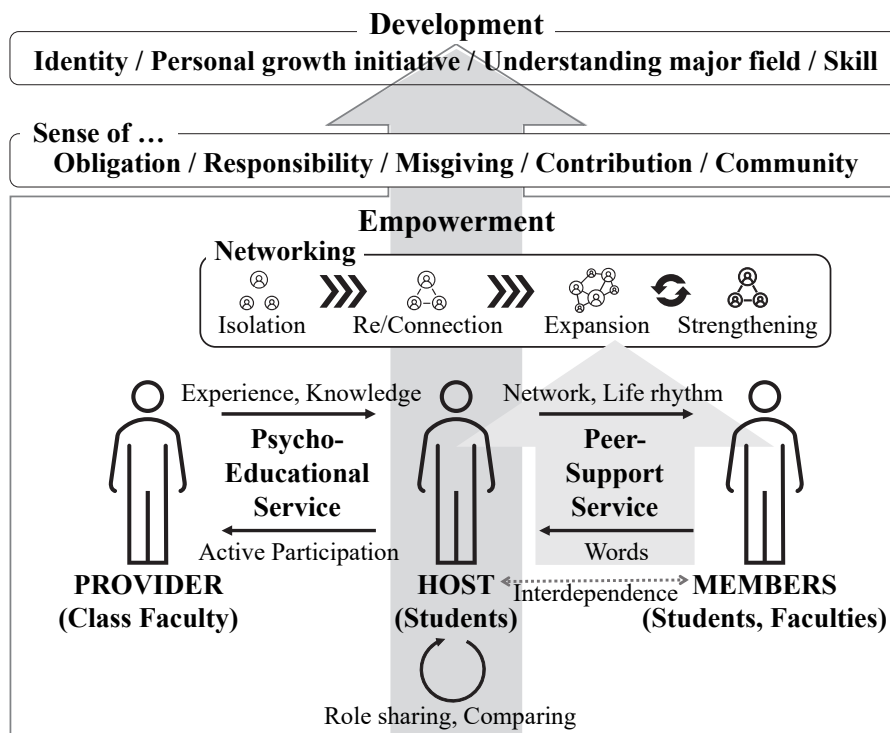 Development
Identity / Personal growth initiative / Understanding major field / Skill
Sense of …
Obligation / Responsibility / Misgiving / Contribution / Community
Empowerment
Networking
Isolation
Re/Connection
Expansion
Strengthening
Experience, Knowledge
Psycho-
Educational
Service
Active Participation
Network, Life rhythm
Peer-
Support
Service
Words
PROVIDER
(Class Faculty)
HOST
(Students)
Interdependence
MEMBERS
(Students, Faculties)
Role sharing, Comparing